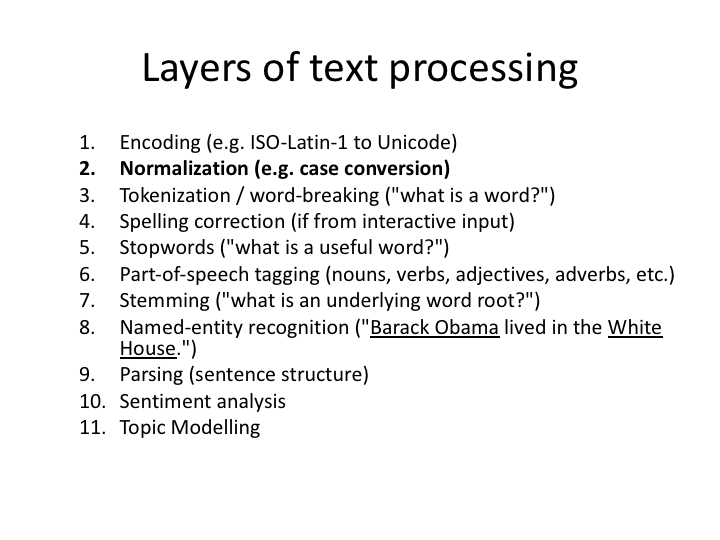 Layers of text processing
1. Encoding (e.g. ISO-Latin-1 to Unicode)
2. Normalization (e.g. case conversion)
3. Tokenization / word-breaking ("what is a word?")
4. Spelling correction (if from interactive input)
5. Stopwords ("what is a useful word?")
6. Part-of-speech tagging (nouns, verbs, adjectives, adverbs, etc.)
7. Stemming ("what is an underlying word root?")
8. Named-entity recognition ("Barack Obama lived in the White
House.")
9. Parsing (sentence structure)
10. Sentiment analysis
11. Topic Modelling